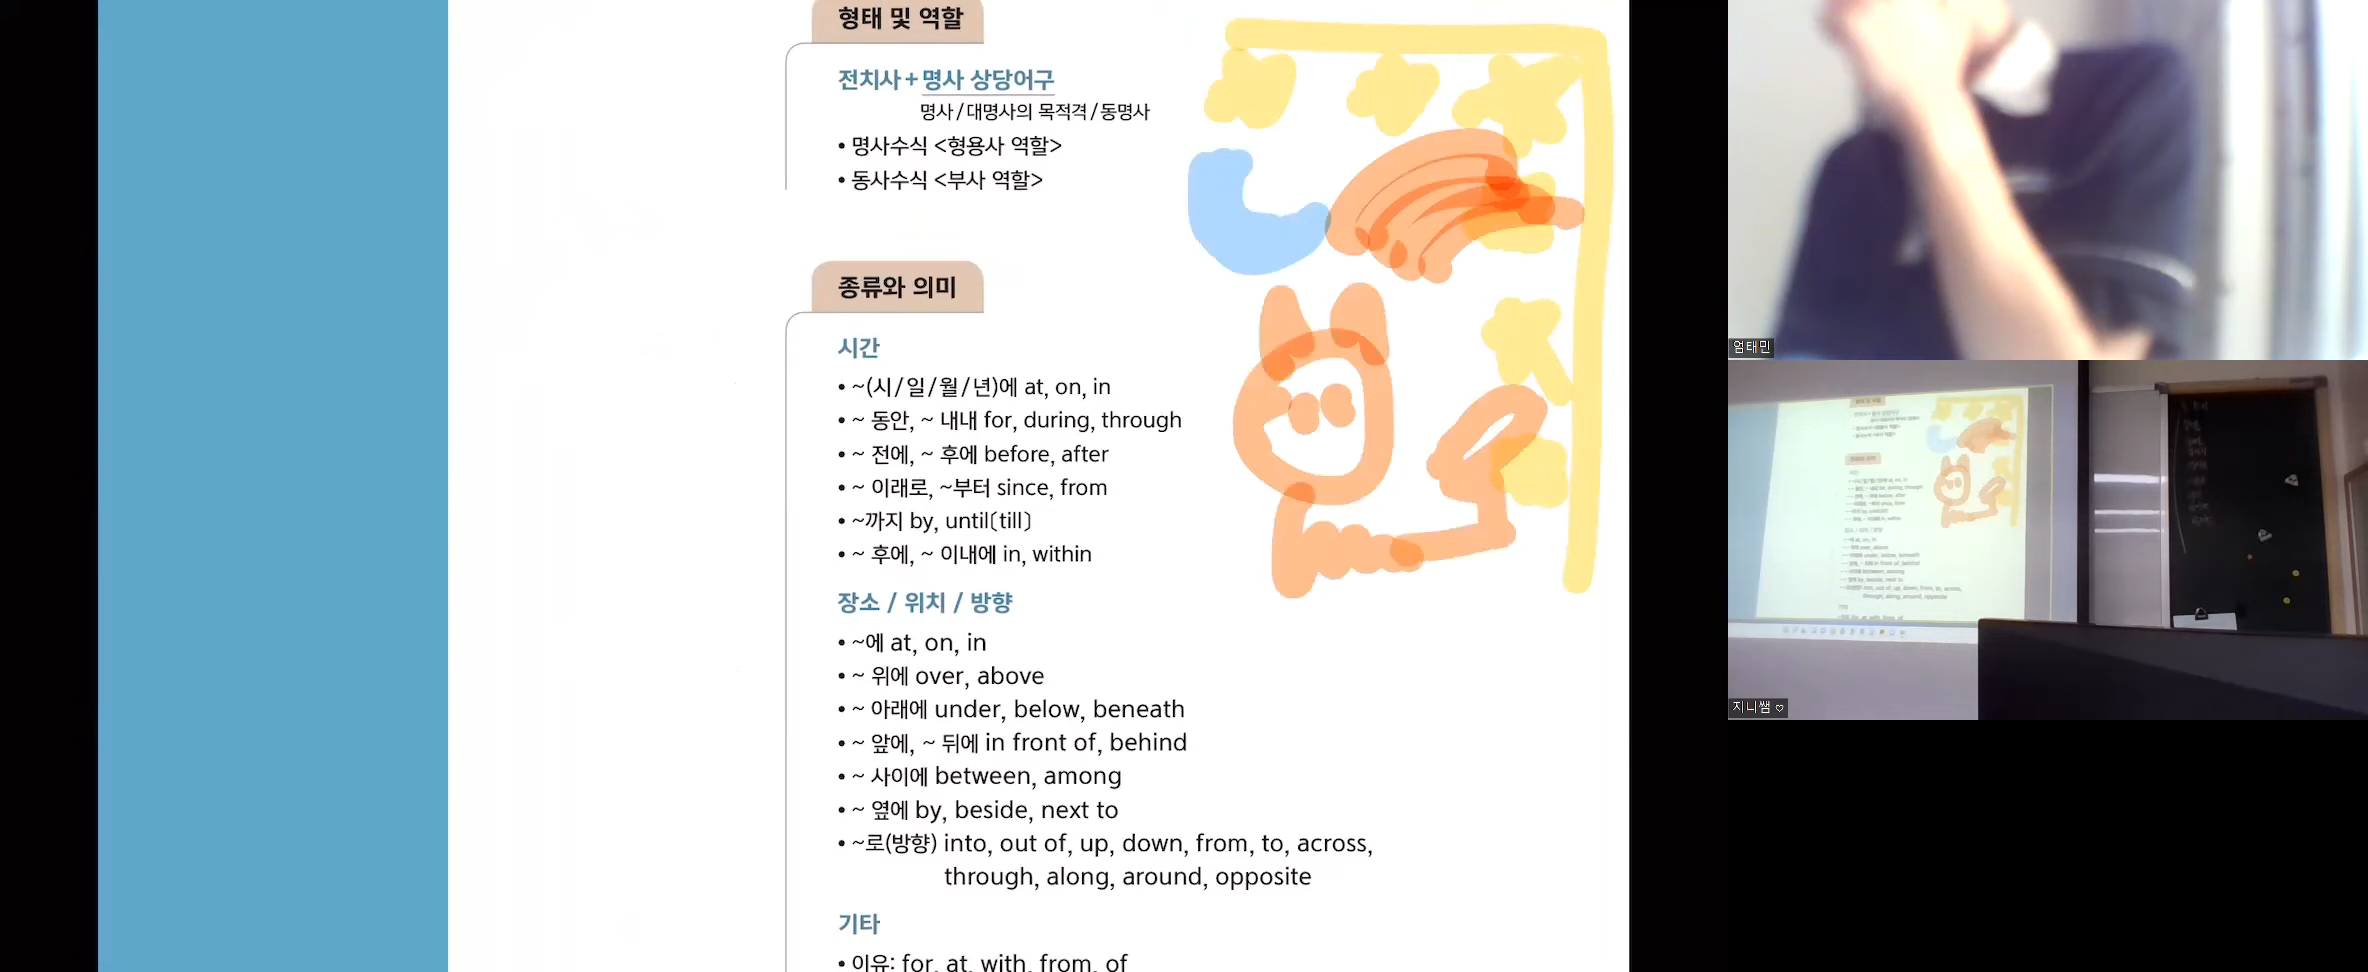 형태 및 역할
전치사+명사 상당어구
명사/대명사의 목적격/동명사
• 명사수식 <형용사 역할>
• 동사수식 <부사 역할>
종류와 의미
시간
• ~(시/일/월/년)에 at, on, in
• ~ 동안, ~ 내내 for, during, through
• ~ 전에, ~ 후에 before, after
• ~ 이래로, ~부터 since, from
• ~까지 by, until(till)
• ~ 후에, ~ 이내에 in, within
장소 / 위치 / 방향
• ~에 at, on, in
• ~ 위에 over, above
• ~ 아래에 under, below, beneath
• ~ 앞에, ~ 뒤에 in front of, behind
• ~ 사이에 between, among
• ~ 옆에 by, beside, next to
• ~로(방향) into, out of, up, down, from, to, across,
through, along, around, opposite
기타
• 이유: for, at, with, from, of
엄태민
지니쌤 ♡